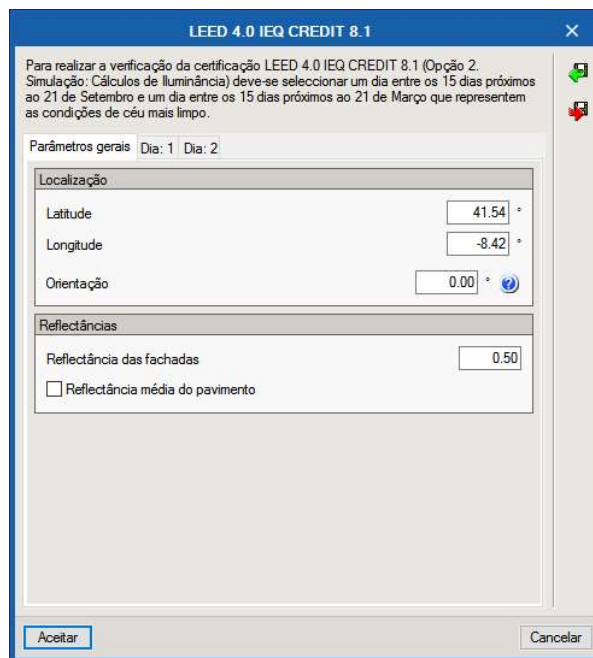 LEED 4.0 IEQ CREDIT 8.1
Para realizar a verificação da certificação LEED 4.0 IEQ CREDIT 8.1 (Opção 2.
Simulação: Cálculos de Iluminância) deve-se seleccionar um dia entre os 15 dias próximos
ao 21 de Setembro e um dia entre os 15 dias próximos ao 21 de Março que representem
as condições de céu mais limpo.
Parâmetros gerais Dia: 1 Dia: 2
Localização
Latitude 41.54 °
Longitude -8.42 °
Orientação 0.00 ° ?
Reflectâncias
Reflectância das fachadas 0.50
Reflectância média do pavimento
Aceitar Cancelar